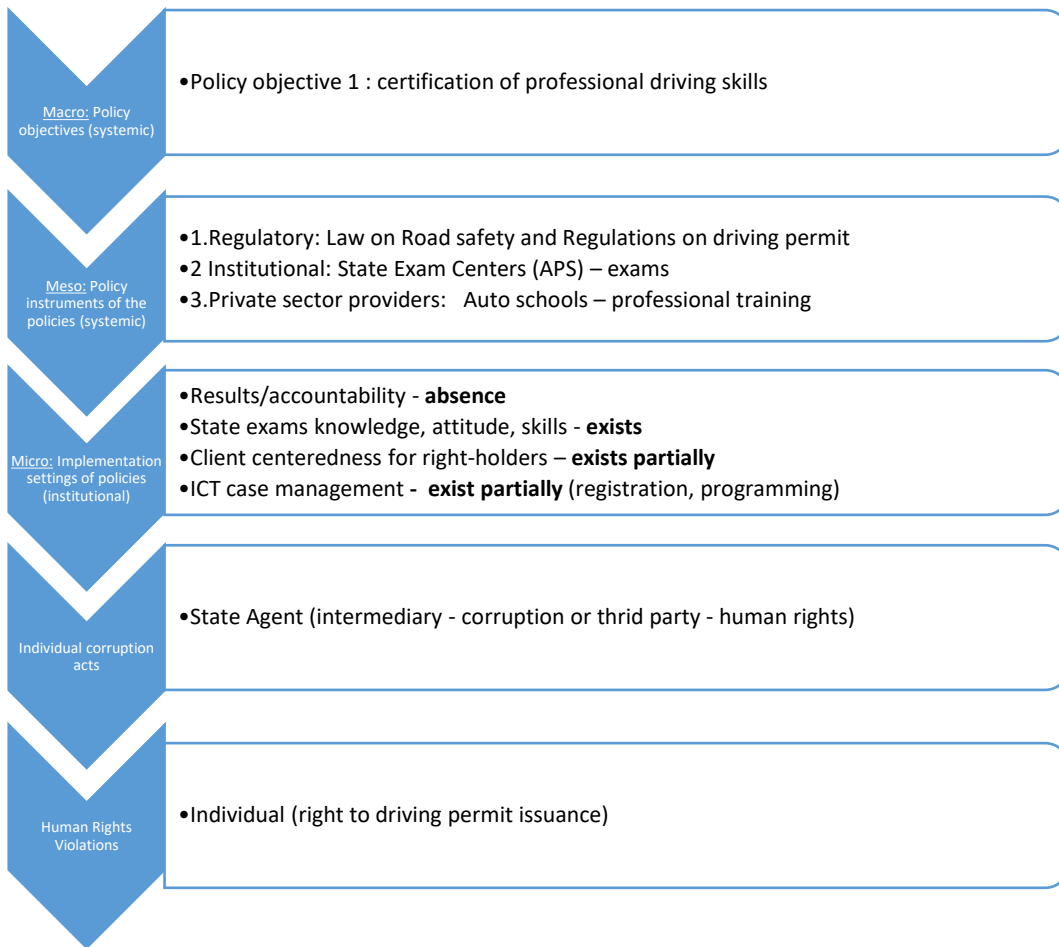 Macro: Policy
objectives (systemic)
•Policy objective 1 : certification of professional driving skills
Meso: Policy
instruments of the
policies (systemic)
•1.Regulatory: Law on Road safety and Regulations on driving permit
•2 Institutional: State Exam Centers (APS) – exams
•3.Private sector providers:   Auto schools – professional training
Micro: Implementation
settings of policies
(institutional)
•Results/accountability - absence
•State exams knowledge, attitude, skills - exists
•Client centeredness for right-holders – exists partially
•ICT case management -  exist partially (registration, programming)
Individual corruption
acts
•State Agent (intermediary - corruption or thrid party - human rights)
Human Rights
Violations
•Individual (right to driving permit issuance)